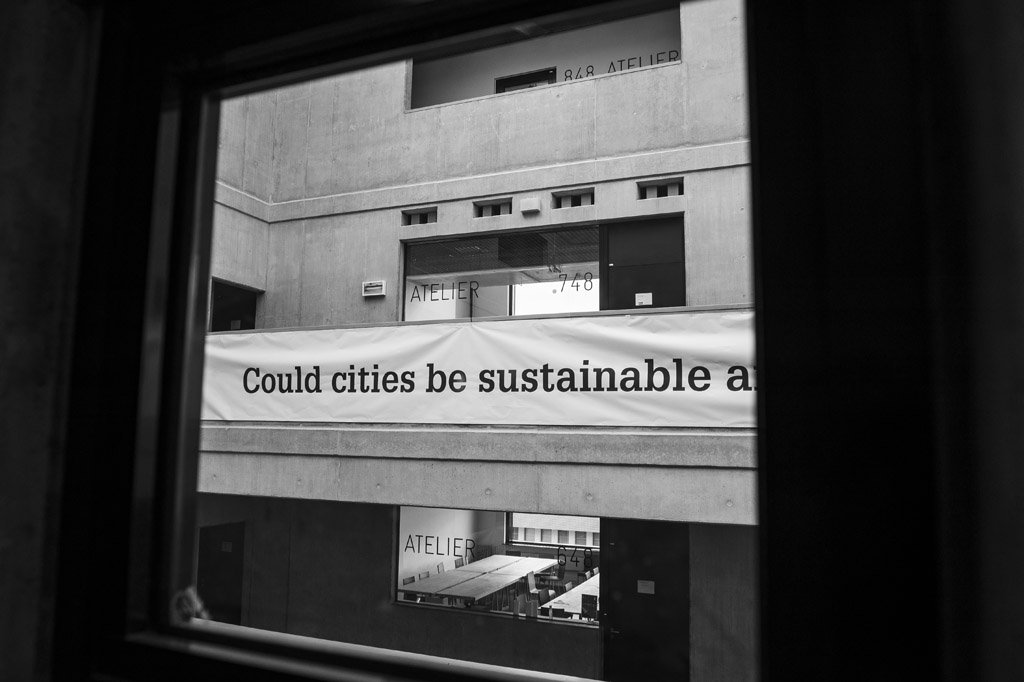 848 ATELIER
ATELIER .748
Could cities be sustainable a
ATELIER 648